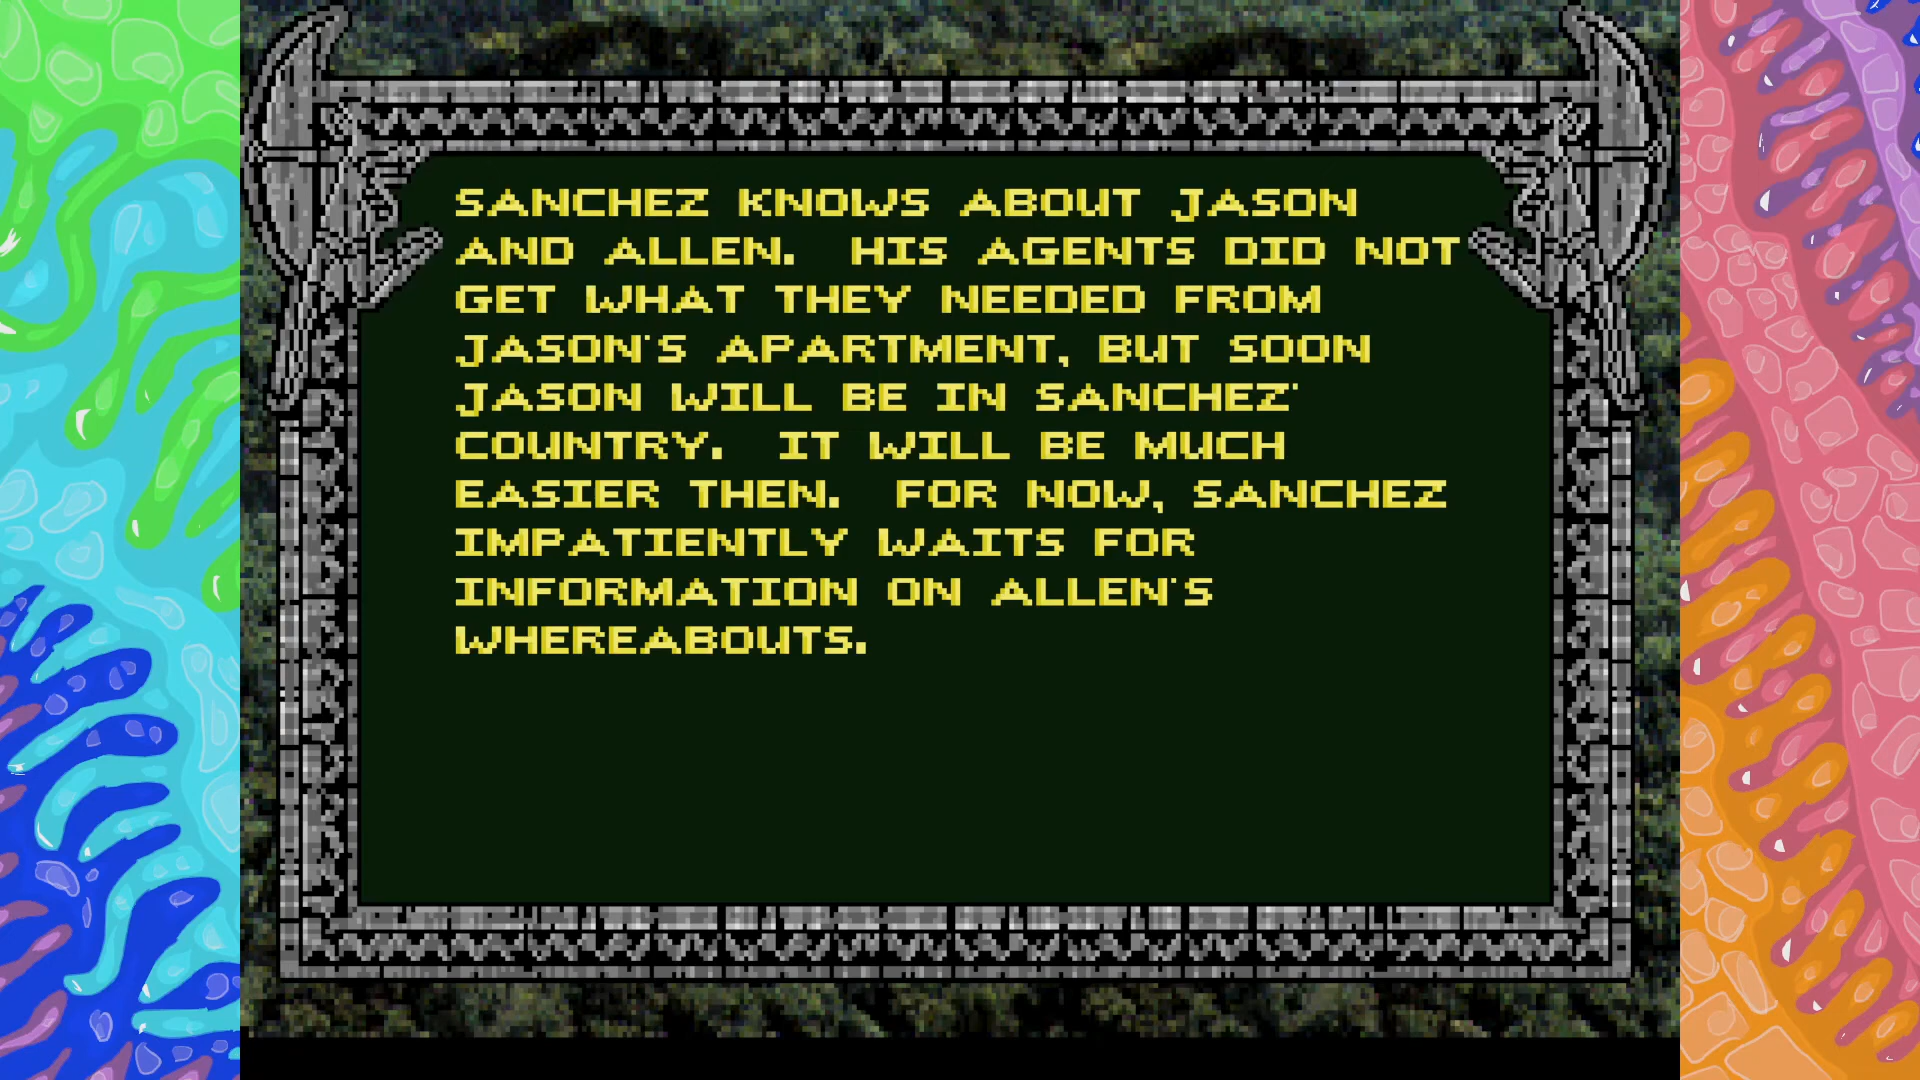 SANCHEZ KNOWS ABOUT JASON
AND ALLEN.  HIS AGENTS DID NOT
GET WHAT THEY NEEDED FROM
JASON'S APARTMENT, BUT SOON
JASON WILL BE IN SANCHEZ'
COUNTRY.  IT WILL BE MUCH
EASIER THEN.  FOR NOW, SANCHEZ
IMPATIENTLY WAITS FOR
INFORMATION ON ALLEN'S
WHEREABOUTS.